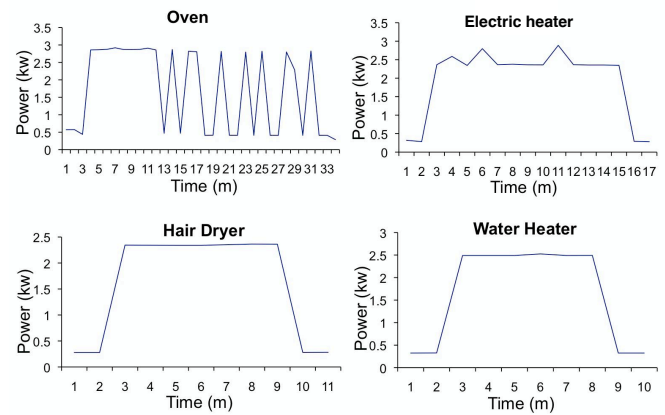 Oven
Power (kw)
3.5
3
2.5
2
1.5
1
0.5
0
1 3 5 7 9 11 13 15 17 19 21 23 25 27 29 31 33
Time (m)
Electric heater
Power (kw)
3.5
3
2.5
2
1.5
1
0.5
0
1 2 3 4 5 6 7 8 9 10 11 12 13 14 15 16 17
Time (m)
Hair Dryer
Power (kw)
2.5
2
1.5
1
0.5
0
1 2 3 4 5 6 7 8 9 10 11
Time (m)
Water Heater
Power (kw)
3
2.5
2
1.5
1
0.5
0
1 2 3 4 5 6 7 8 9 10
Time (m)